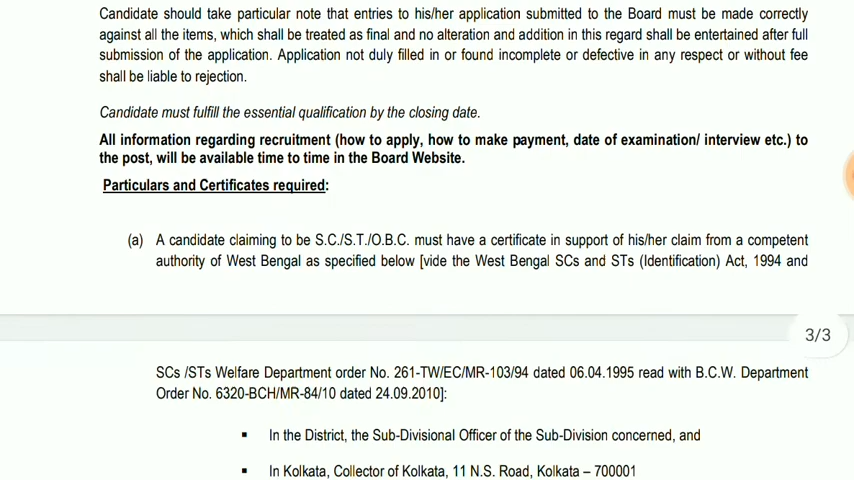 Candidate should take particular note that entries to his/her application submitted to the Board must be made correctly
against all the items, which shall be treated as final and no alteration and addition in this regard shall be entertained after full
submission of the application. Application not duly filled in or found incomplete or defective in any respect or without fee
shall be liable to rejection.
Candidate must fulfill the essential qualification by the closing date.
All information regarding recruitment (how to apply, how to make payment, date of examination/ interview etc.) to
the post, will be available time to time in the Board Website.
Particulars and Certificates required:
(a) A candidate claiming to be S.C./S.T./O.B.C. must have a certificate in support of his/her claim from a competent
authority of West Bengal as specified below [vide the West Bengal SCs and STs (Identification) Act, 1994 and
3/3
SCs /STs Welfare Department order No. 261-TW/EC/MR-103/94 dated 06.04.1995 read with B.C.W. Department
Order No. 6320-BCH/MR-84/10 dated 24.09.2010]:
▪ In the District, the Sub-Divisional Officer of the Sub-Division concerned, and
▪ In Kolkata, Collector of Kolkata, 11 N.S. Road, Kolkata – 700001